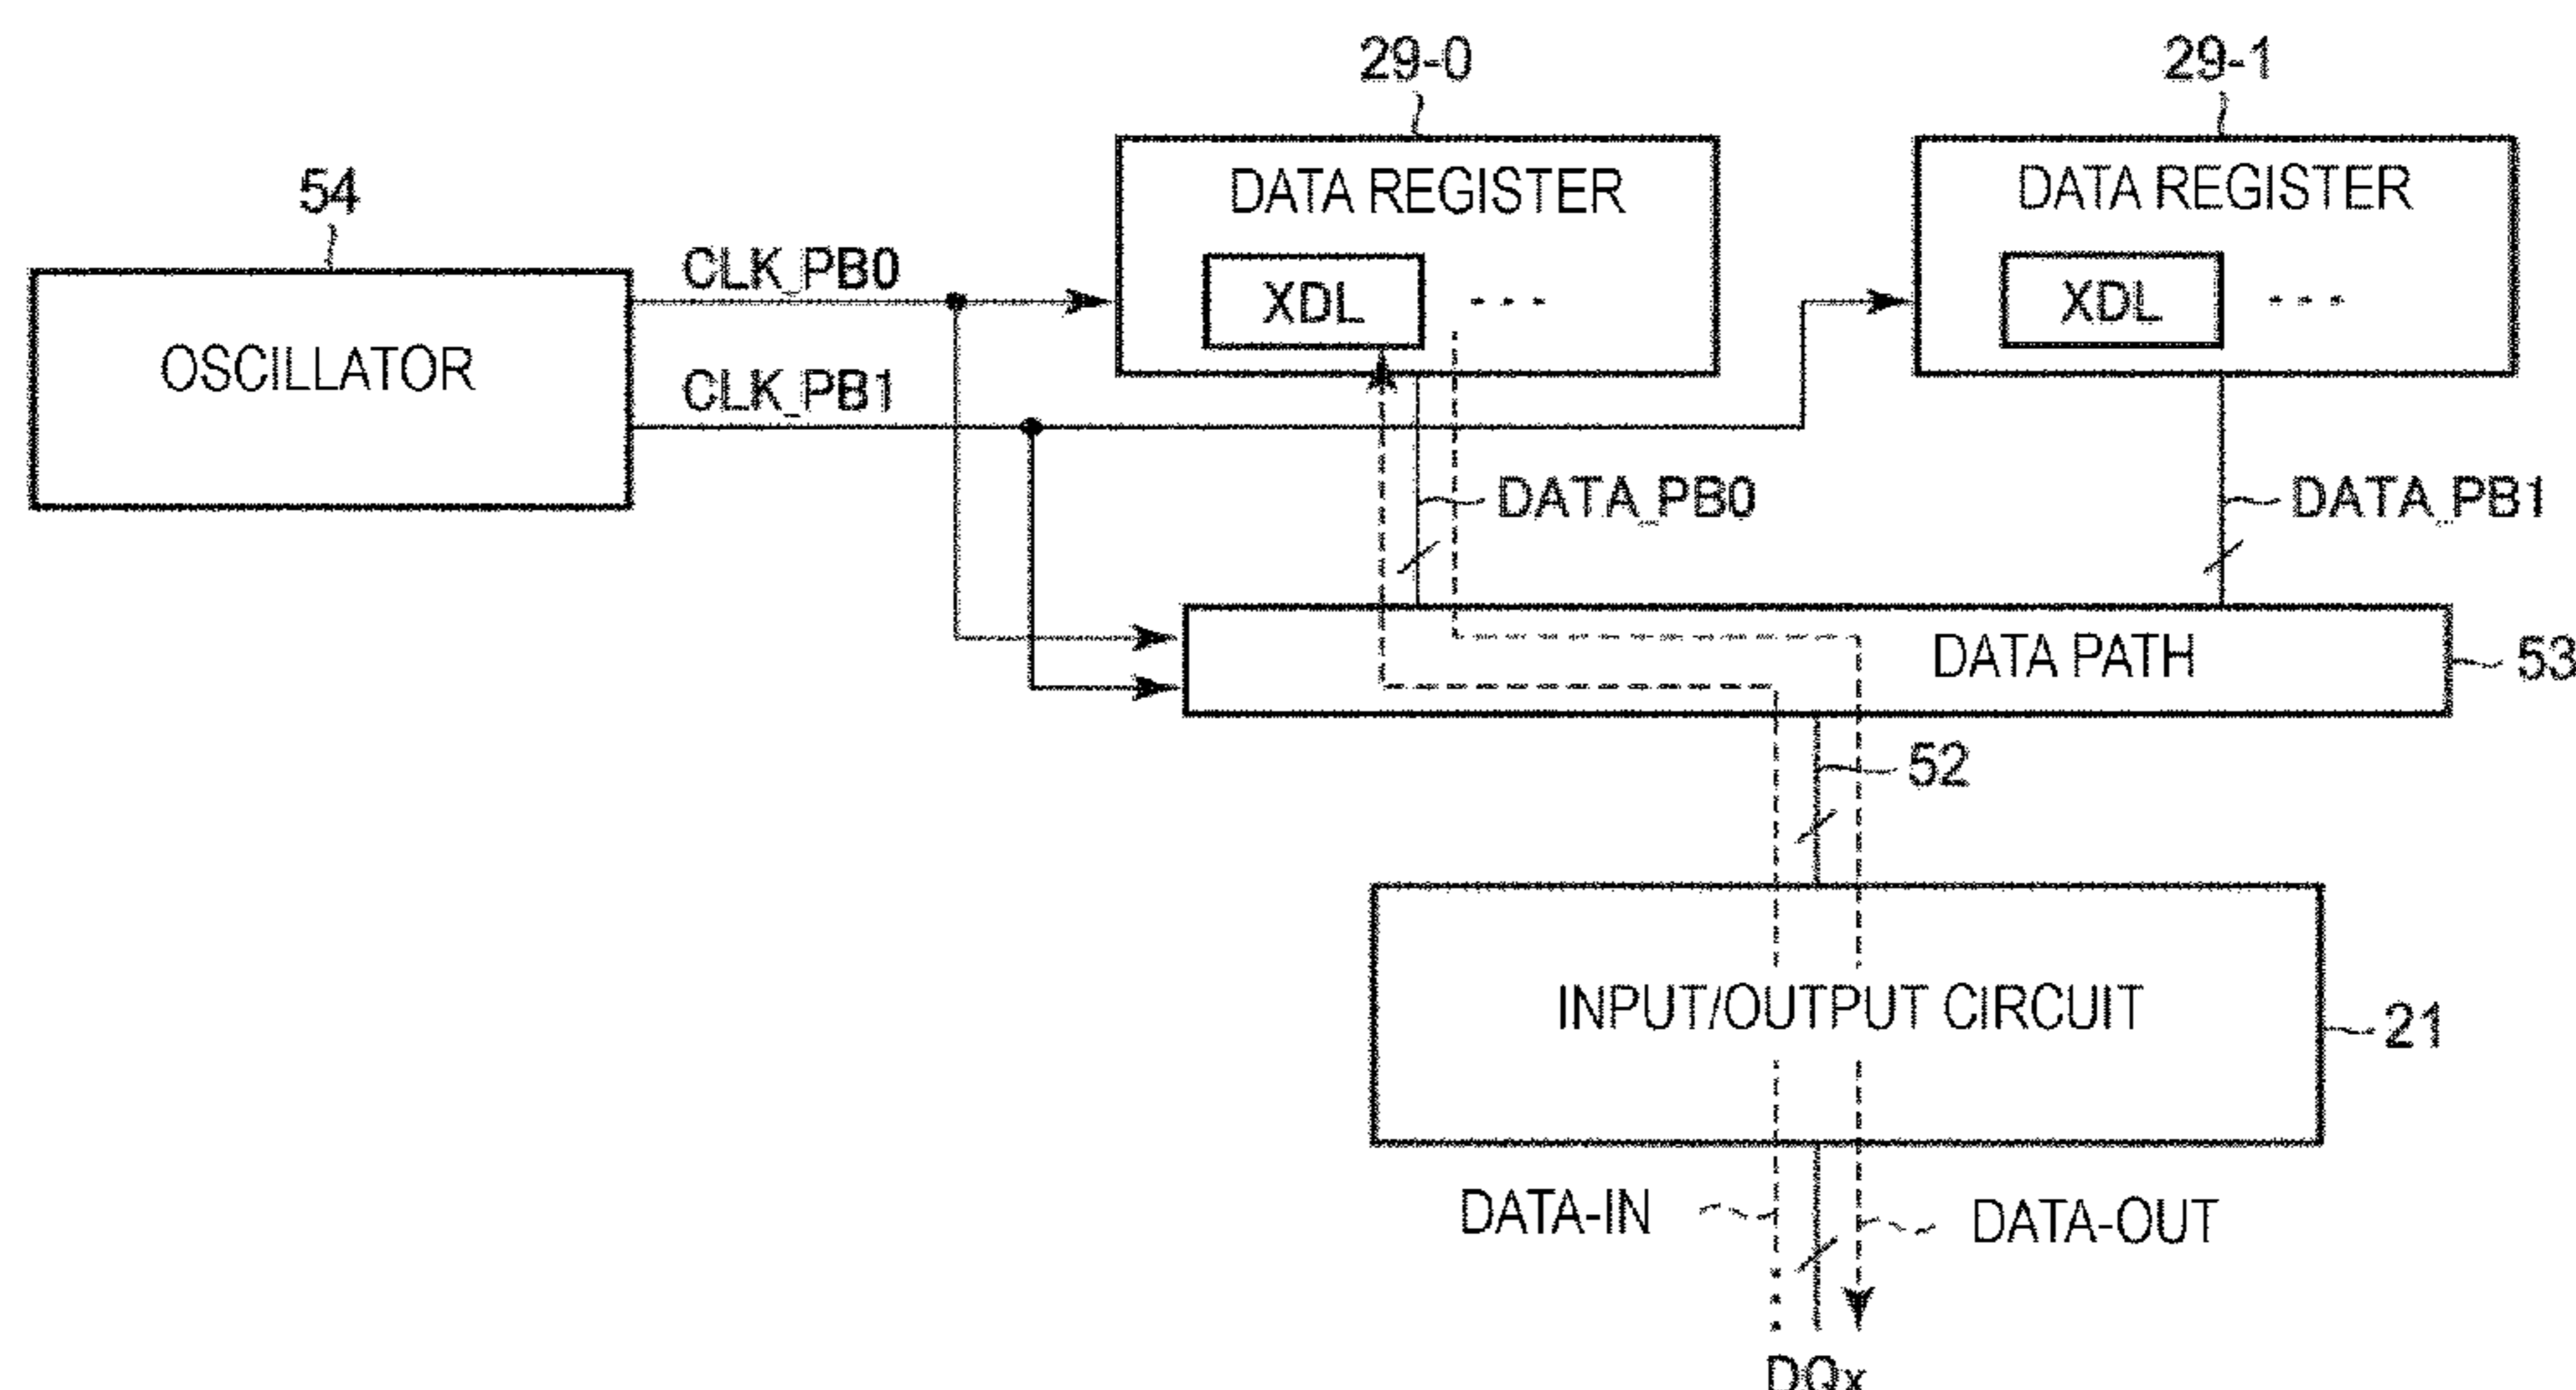 29-0
29-1
54
DATA REGISTER
DATA REGISTER
CLK_PB0
XDL
XDL
OSCILLATOR
CLK_PB1
DATA_PB0
DATA_PB1
DATA PATH
53
52
INPUT/OUTPUT CIRCUIT
21
DATA-IN
DATA-OUT
DQx